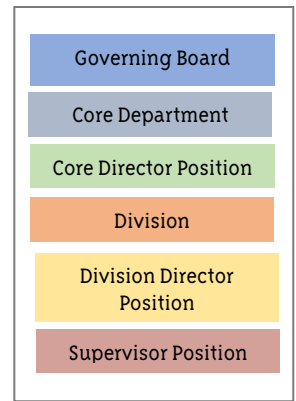 Governing Board
Core Department
Core Director Position
Division
Division Director
Position
Supervisor Position